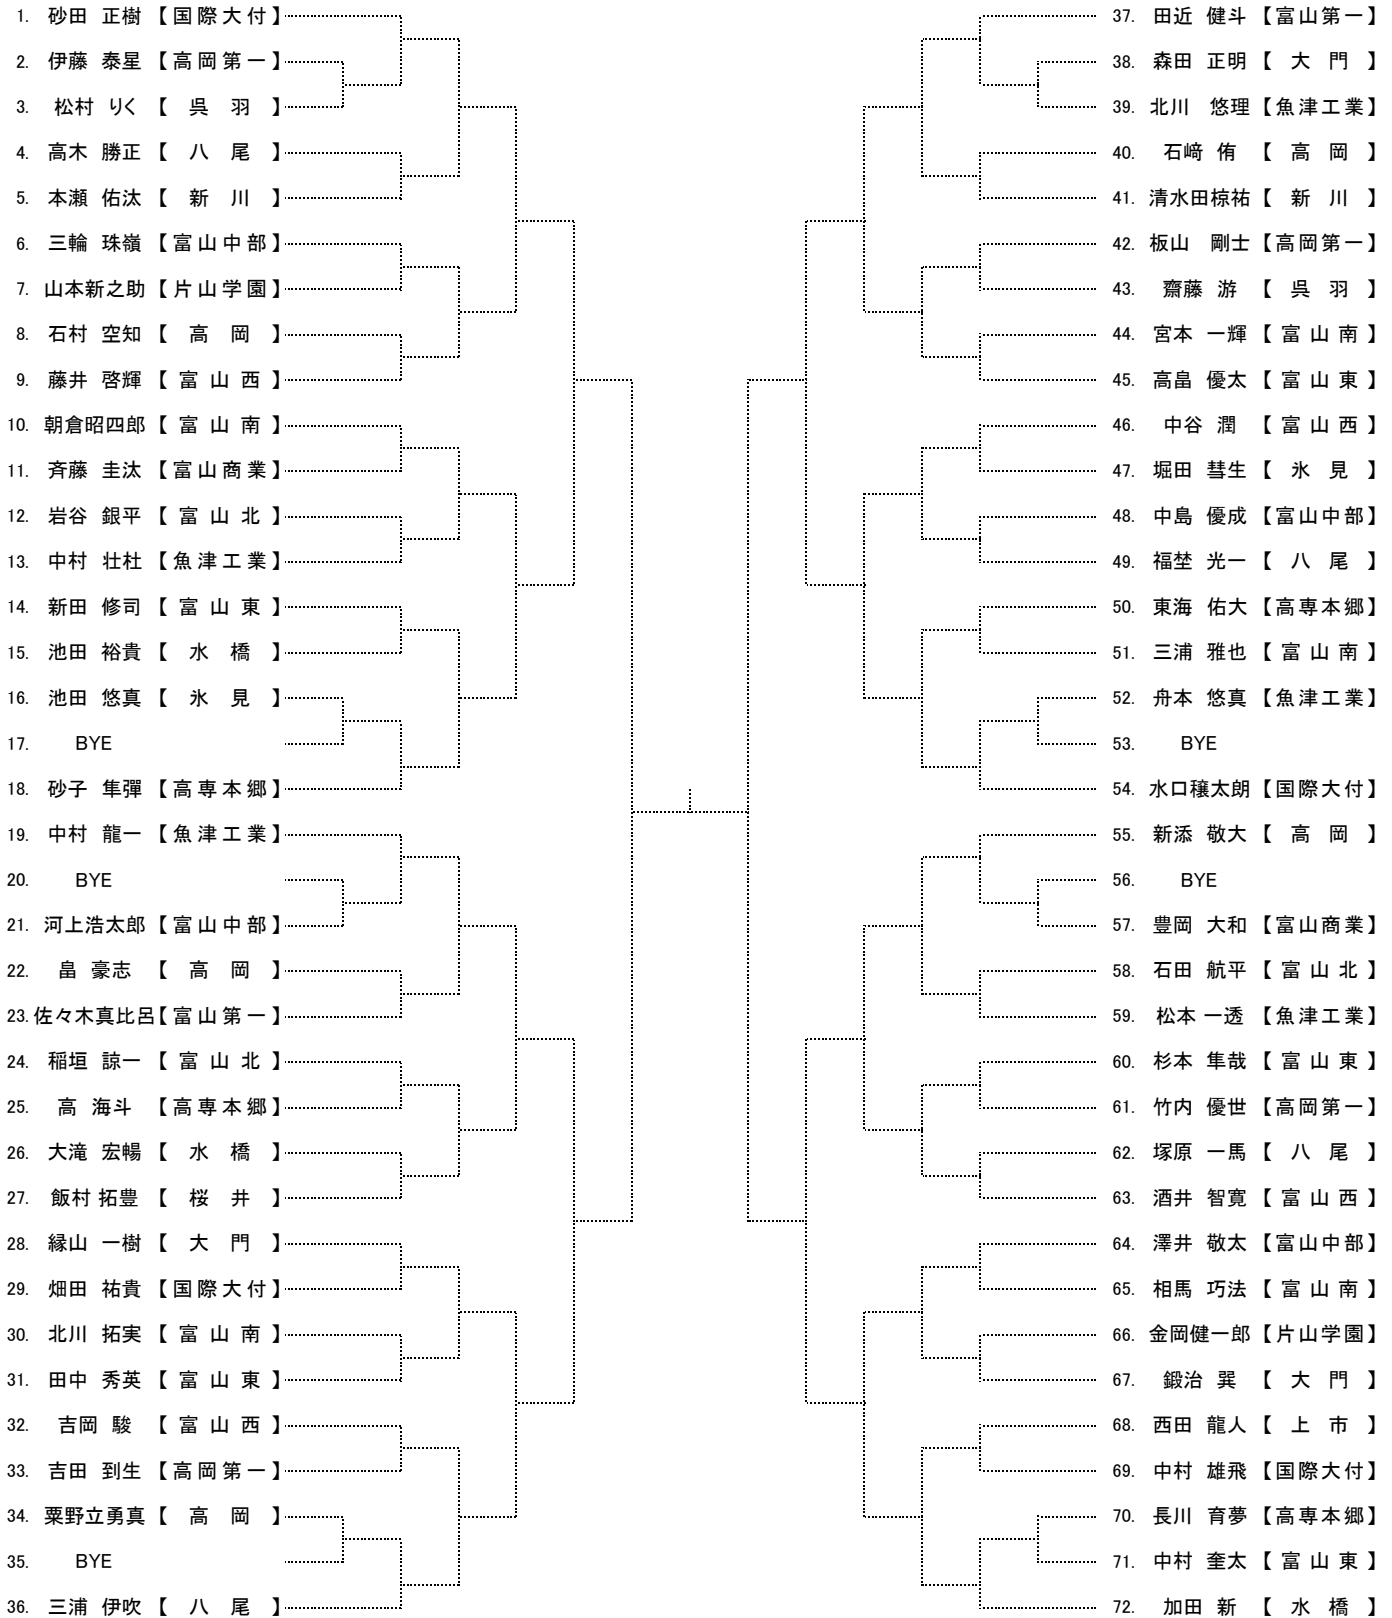 1. 砂田 正樹 【国際大付】
2. 伊藤 泰星 【高岡第一】
3. 松村 りく 【 呉 羽 】
4. 高木 勝正 【 八 尾 】
5. 本瀬 佑汰 【 新 川 】
6. 三輪 珠嶺 【富山中部】
7. 山本新之助 【片山学園】
8. 石村 空知 【 高 岡 】
9. 藤井 啓輝 【 富 山 西 】
10. 朝倉昭四郎 【 富 山 南 】
11. 斉藤 圭汰 【富山商業】
12. 岩谷 銀平 【 富 山 北 】
13. 中村 壮杜 【魚津工業】
14. 新田 修司 【 富 山 東 】
15. 池田 裕貴 【 水 橋 】
16. 池田 悠真 【 氷 見 】
17. BYE
18. 砂子 隼彈 【高専本郷】
19. 中村 龍一 【魚津工業】
20. BYE
21. 河上浩太郎 【富山中部】
22. 畠 豪志 【 高 岡 】
23. 佐々木真比呂【富山第一】
24. 稲垣 諒一 【 富 山 北 】
25. 高 海斗 【高専本郷】
26. 大滝 宏暢 【 水 橋 】
27. 飯村 拓豊 【 桜 井 】
28. 縁山 一樹 【 大 門 】
29. 畑田 祐貴 【国際大付】
30. 北川 拓実 【 富 山 南 】
31. 田中 秀英 【 富 山 東 】
32. 吉岡 駿 【 富 山 西 】
33. 吉田 到生 【高岡第一】
34. 粟野立勇真 【 高 岡 】
35. BYE
36. 三浦 伊吹 【 八 尾 】
37. 田近 健斗 【富山第一】
38. 森田 正明 【 大 門 】
39. 北川 悠理 【魚津工業】
40. 石﨑 侑 【 高 岡 】
41. 清水田椋祐 【 新 川 】
42. 板山 剛士 【高岡第一】
43. 齋藤 游 【 呉 羽 】
44. 宮本 一輝 【 富 山 南 】
45. 高畠 優太 【 富 山 東 】
46. 中谷 潤 【 富 山 西 】
47. 堀田 彗生 【 氷 見 】
48. 中島 優成 【富山中部】
49. 福埜 光一 【 八 尾 】
50. 東海 佑大 【高専本郷】
51. 三浦 雅也 【 富 山 南 】
52. 舟本 悠真 【魚津工業】
53. BYE
54. 水口穣太朗 【国際大付】
55. 新添 敬大 【 高 岡 】
56. BYE
57. 豊岡 大和 【富山商業】
58. 石田 航平 【 富 山 北 】
59. 松本 一透 【魚津工業】
60. 杉本 隼哉 【 富 山 東 】
61. 竹内 優世 【高岡第一】
62. 塚原 一馬 【 八 尾 】
63. 酒井 智寛 【 富 山 西 】
64. 澤井 敬太 【富山中部】
65. 相馬 巧法 【 富 山 南 】
66. 金岡健一郎 【片山学園】
67. 鍛治 巽 【 大 門 】
68. 西田 龍人 【 上 市 】
69. 中村 雄飛 【国際大付】
70. 長川 育夢 【高専本郷】
71. 中村 奎太 【 富 山 東 】
72. 加田 新 【 水 橋 】